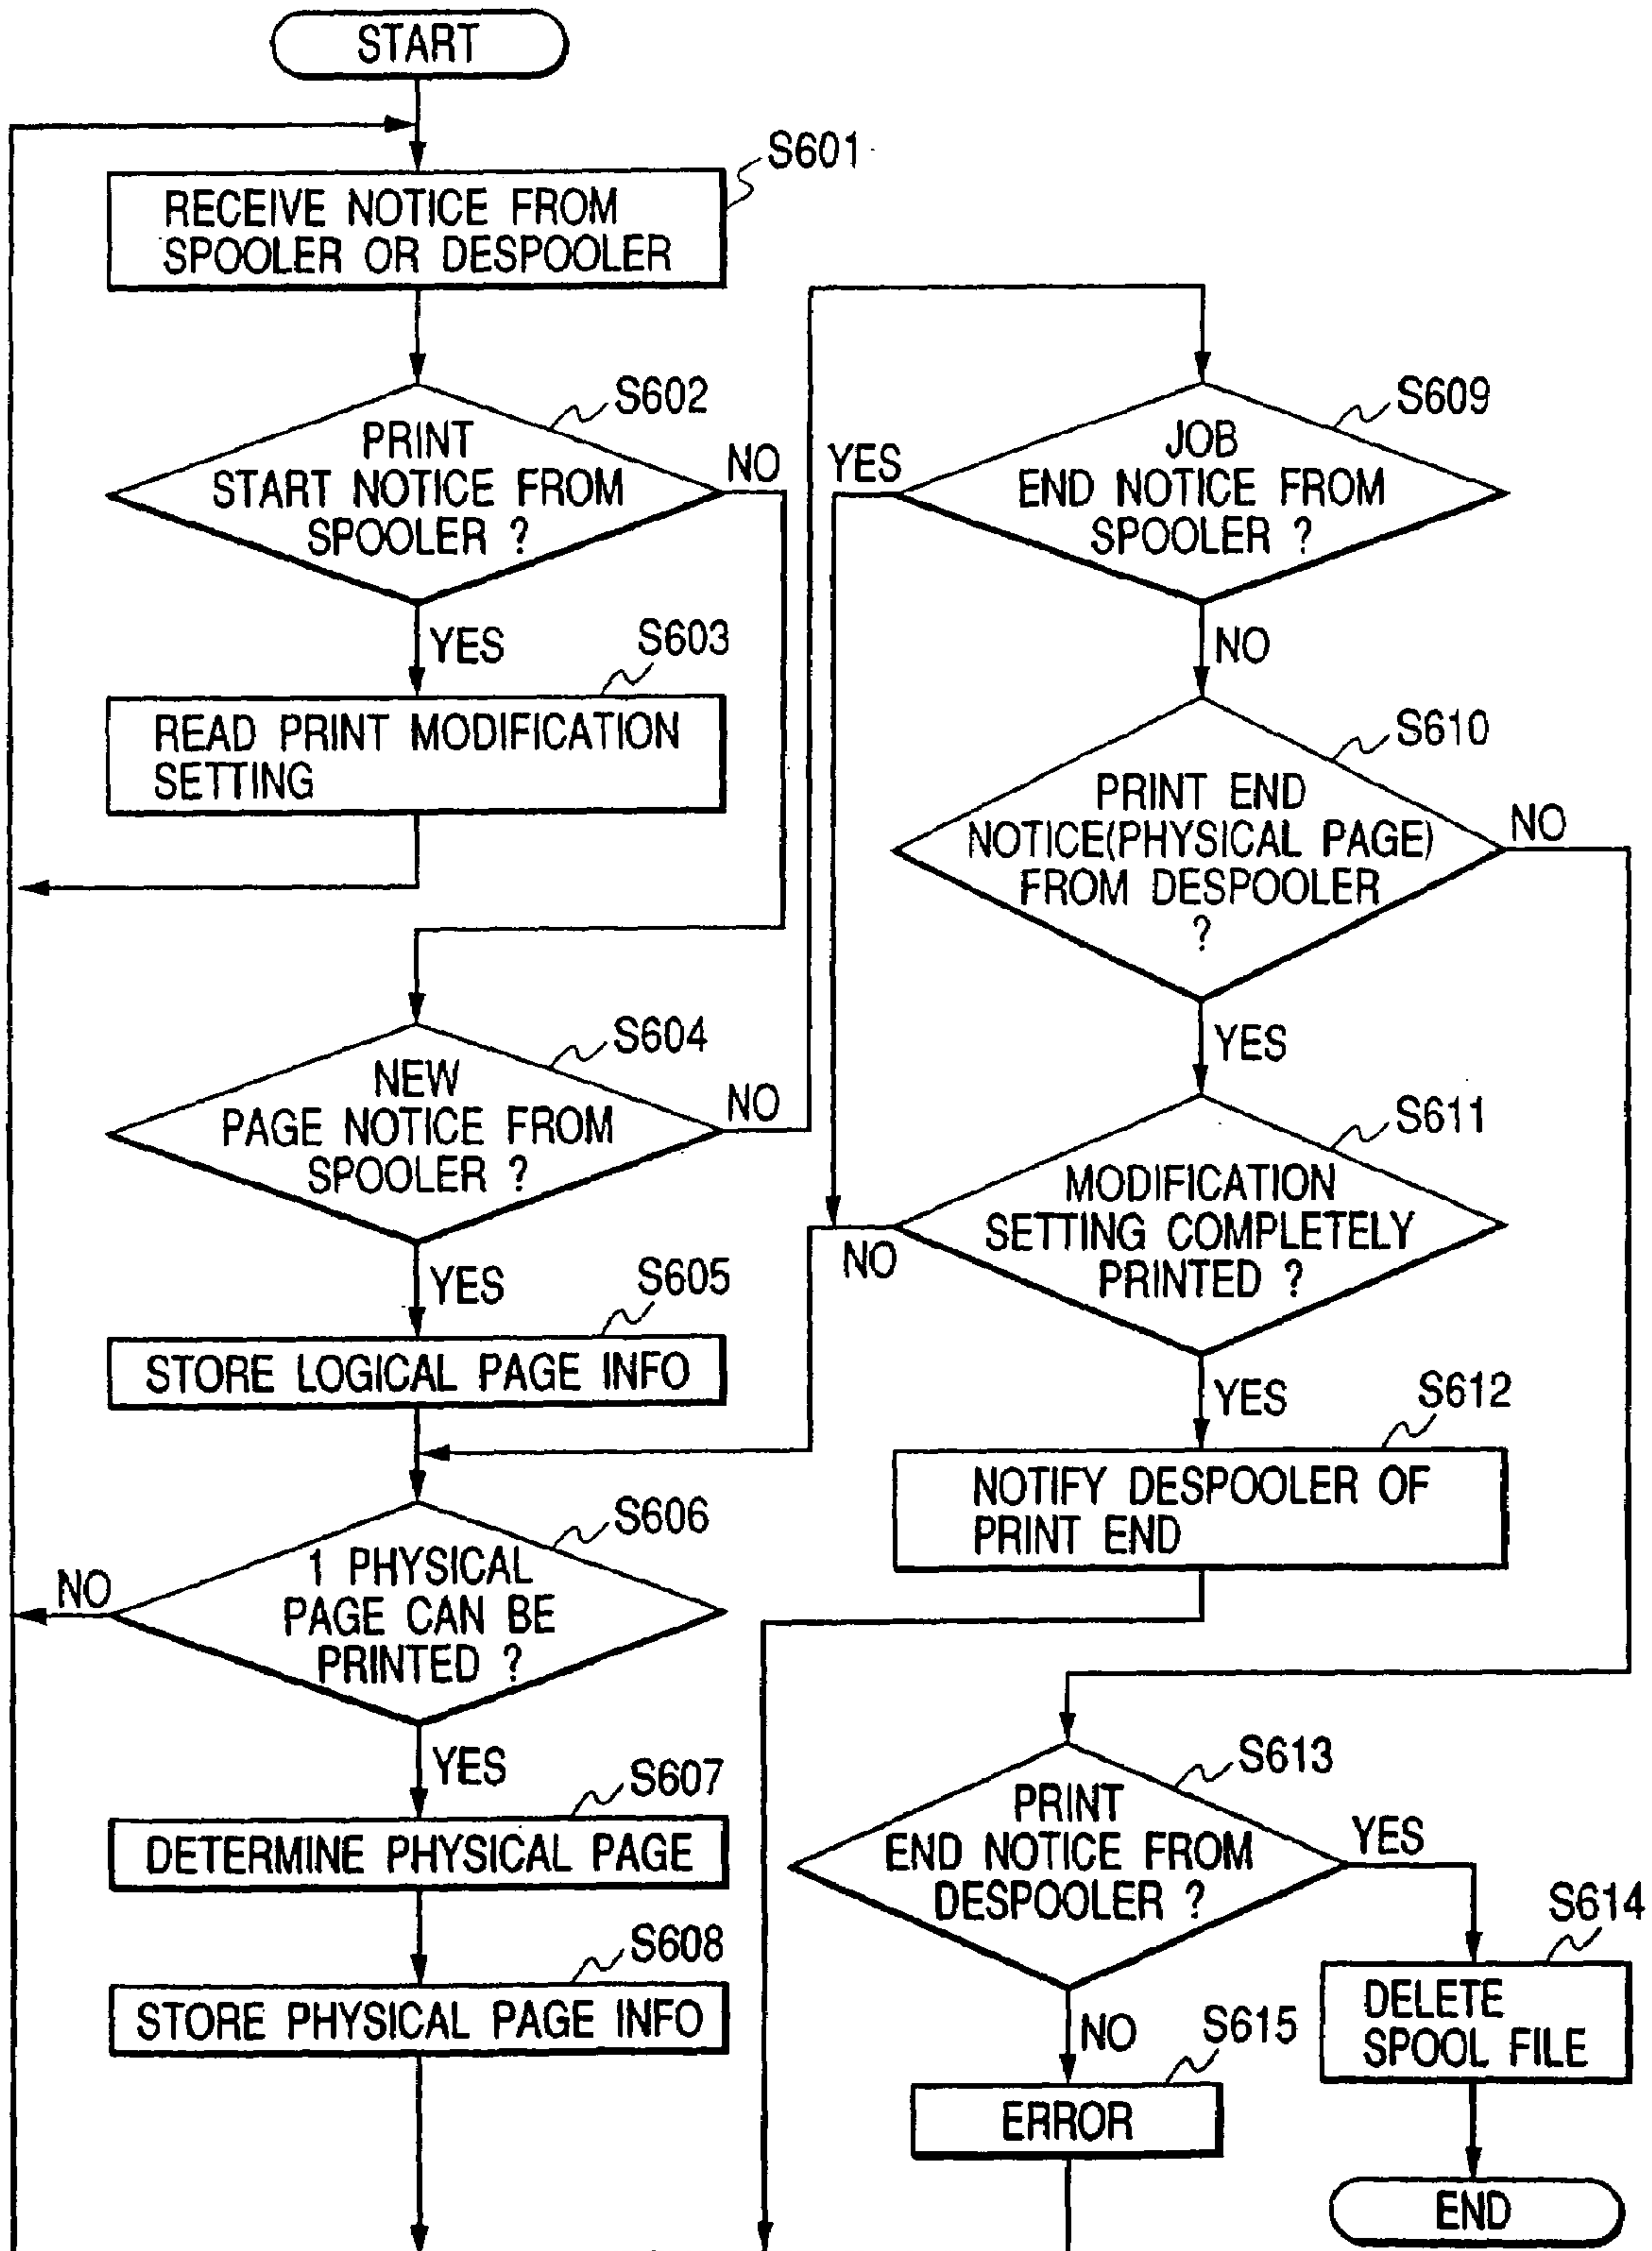 START
S601
RECEIVE NOTICE FROM
SPOOLER OR DESPOOLER
S602
PRINT
START NOTICE FROM
SPOOLER ?
NO
YES
S603
READ PRINT MODIFICATION
SETTING
S604
NEW
PAGE NOTICE FROM
SPOOLER ?
NO
YES
S605
STORE LOGICAL PAGE INFO
S606
1 PHYSICAL
PAGE CAN BE
PRINTED ?
NO
YES
S607
DETERMINE PHYSICAL PAGE
S608
STORE PHYSICAL PAGE INFO
S609
JOB
END NOTICE FROM
SPOOLER ?
YES
NO
S610
PRINT END
NOTICE(PHYSICAL PAGE)
FROM DESPOOLER
?
NO
YES
S611
MODIFICATION
SETTING COMPLETELY
PRINTED ?
NO
YES
S612
NOTIFY DESPOOLER OF
PRINT END
S613
PRINT
END NOTICE FROM
DESPOOLER ?
YES
S614
DELETE
SPOOL FILE
NO
S615
ERROR
END